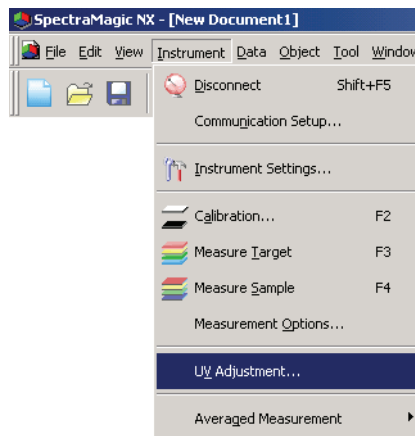 SpectraMagic NX - [New Document1]
File Edit View Instrument Data Object Tool Window
Disconnect Shift+F5
Communication Setup...
Instrument Settings...
Calibration... F2
Measure Target F3
Measure Sample F4
Measurement Options...
UV Adjustment...
Averaged Measurement